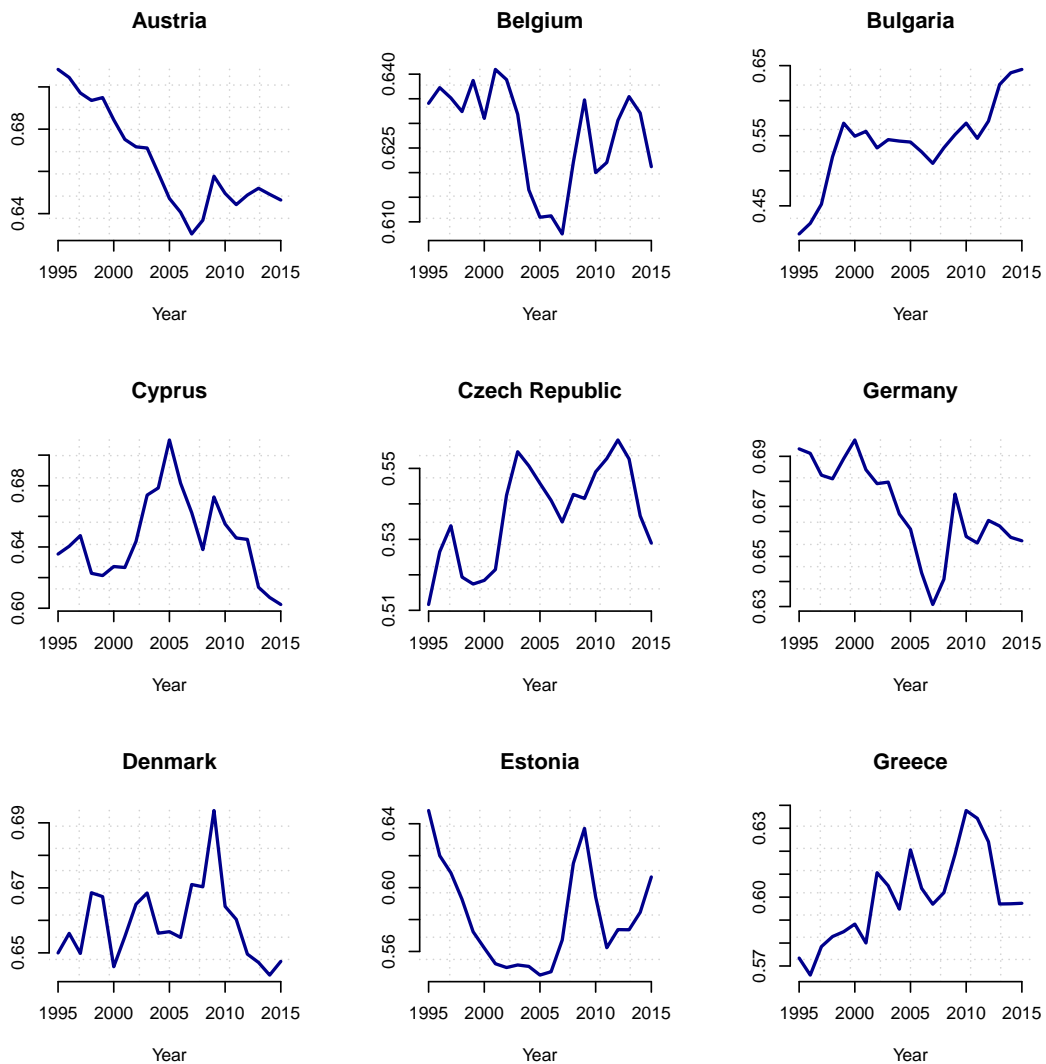 Austria
0.68
0.64
1995 2000 2005 2010 2015
Year
Belgium
0.640
0.625
0.610
1995 2000 2005 2010 2015
Year
Bulgaria
0.65
0.55
0.45
1995 2000 2005 2010 2015
Year
Cyprus
0.68
0.64
0.60
1995 2000 2005 2010 2015
Year
Czech Republic
0.55
0.53
0.51
1995 2000 2005 2010 2015
Year
Germany
0.69
0.67
0.65
0.63
1995 2000 2005 2010 2015
Year
Denmark
0.69
0.67
0.65
1995 2000 2005 2010 2015
Year
Estonia
0.64
0.60
0.56
1995 2000 2005 2010 2015
Year
Greece
0.63
0.60
0.57
1995 2000 2005 2010 2015
Year